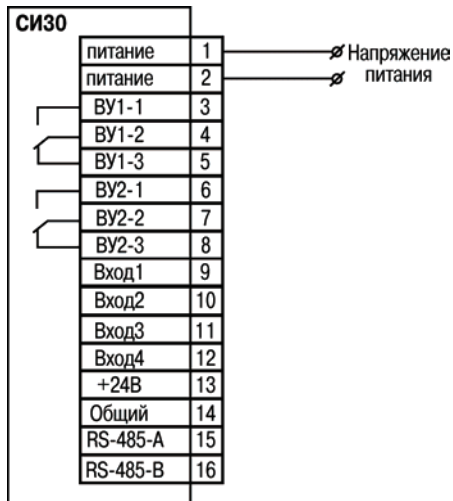 СИ30
питание 1 Напряжение
питание 2 питания
ВУ1-1 3
ВУ1-2 4
ВУ1-3 5
ВУ2-1 6
ВУ2-2 7
ВУ2-3 8
Вход1 9
Вход2 10
Вход3 11
Вход4 12
+24В 13
Общий 14
RS-485-А 15
RS-485-В 16